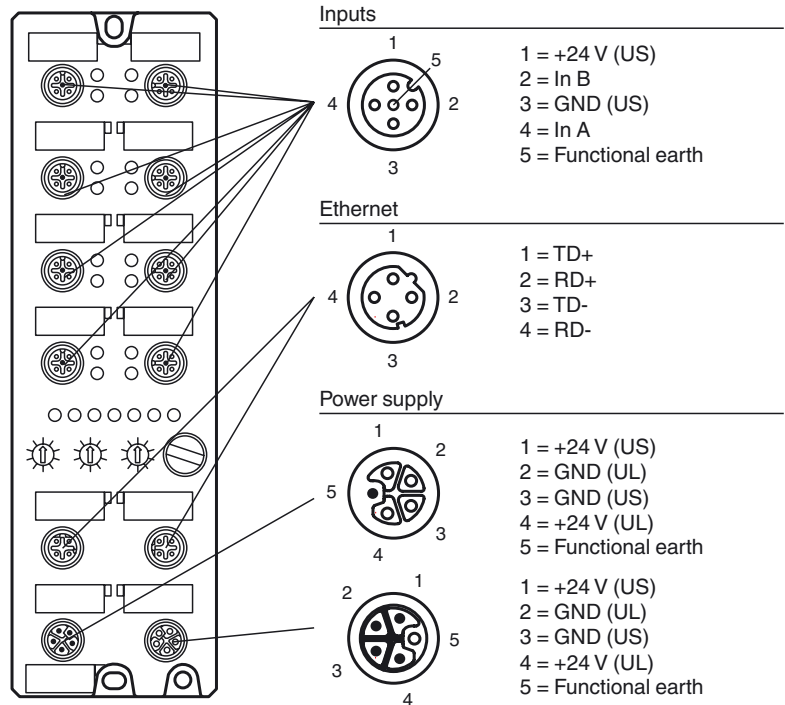 Inputs
1
5
4
2
3
1 = +24 V (US)
2 = In B
3 = GND (US)
4 = In A
5 = Functional earth
Ethernet
1
4
2
3
1 = TD+
2 = RD+
3 = TD-
4 = RD-
Power supply
1
2
5
3
4
1 = +24 V (US)
2 = GND (UL)
3 = GND (US)
4 = +24 V (UL)
5 = Functional earth
2
1
5
3
4
1 = +24 V (US)
2 = GND (UL)
3 = GND (US)
4 = +24 V (UL)
5 = Functional earth